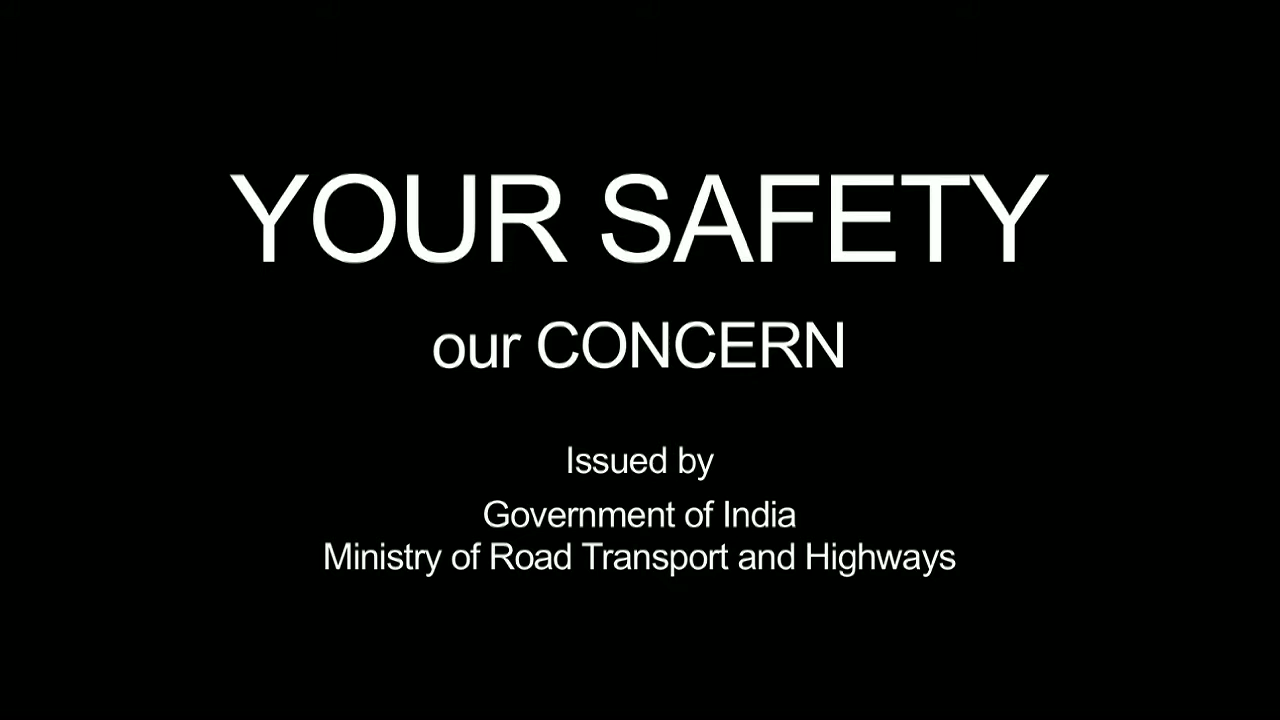 YOUR SAFETY
our CONCERN
Issued by
Government of India
Ministry of Road Transport and Highways